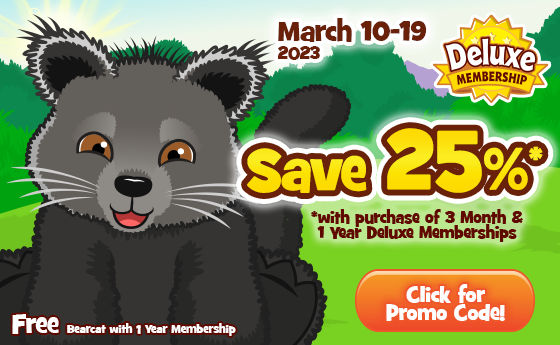 March 10-19
2023
Deluxe
MEMBERSHIP
Save 25%*
*with purchase of 3 Month &
1 Year Deluxe Memberships
Click for
Promo Code!
Free Bearcat with 1 Year Membership